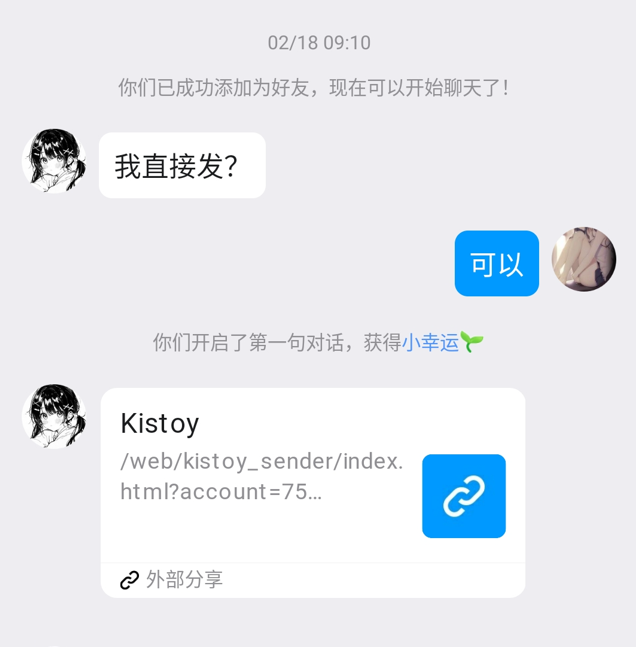 02/18 09:10
你们已成功添加为好友，现在可以开始聊天了！
我直接发？
可以
你们开启了第一句对话，获得小幸运🌱
Kistoy
/web/kistoy_sender/index.
html?account=75…
外部分享